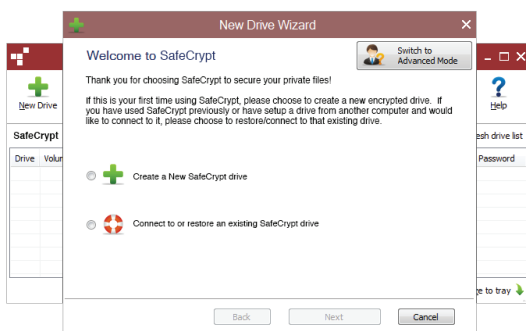 New Drive Wizard
Welcome to SafeCrypt
Switch to
Advanced Mode
Thank you for choosing SafeCrypt to secure your private files!
If this is your first time using SafeCrypt, please choose to create a new encrypted drive. If
you have used SafeCrypt previously or have setup a drive from another computer and would
like to connect to it, please choose to restore/connect to that existing drive.
Create a New SafeCrypt drive
Connect to or restore an existing SafeCrypt drive
Back Next Cancel
New Drive
Help
SafeCrypt
esh drive list
Drive Volu
Password
e to tray